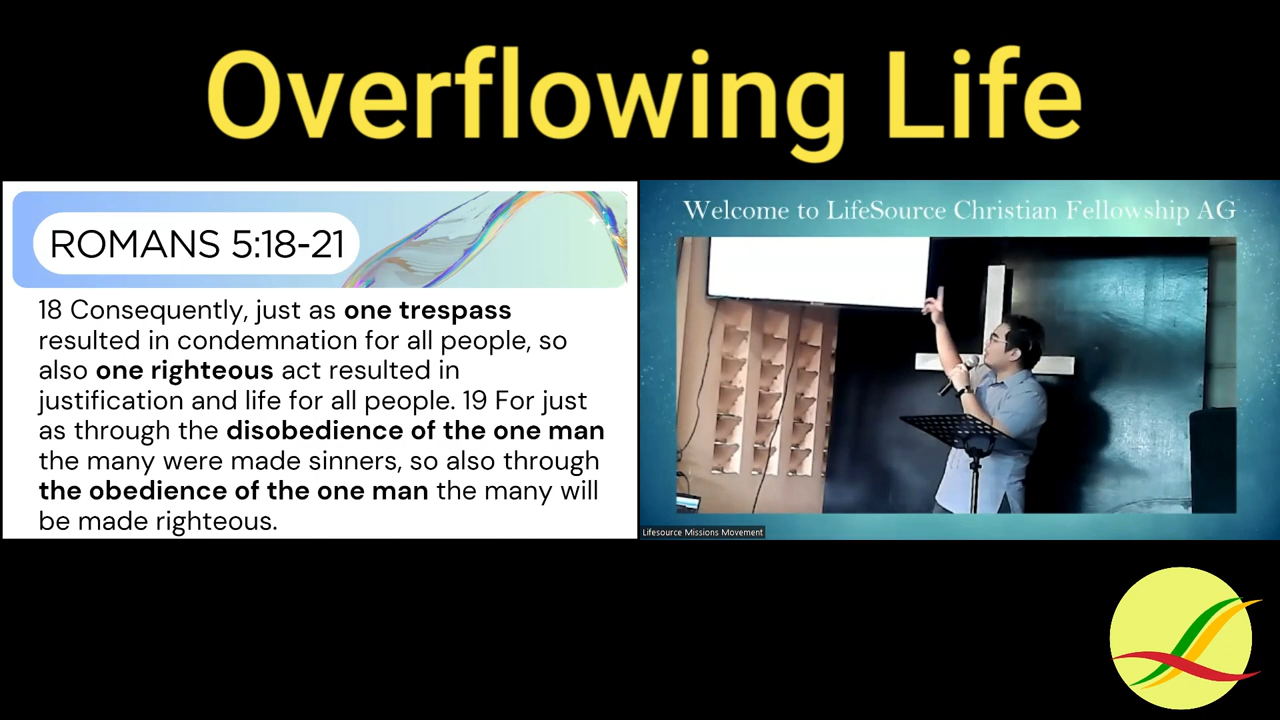 Overflowing Life
ROMANS 5:18-21
18 Consequently, just as one trespass
resulted in condemnation for all people, so
also one righteous act resulted in
justification and life for all people. 19 For just
as through the disobedience of the one man
the many were made sinners, so also through
the obedience of the one man the many will
be made righteous.
Welcome to LifeSource Christian Fellowship AG
Lifesource Missions Movement